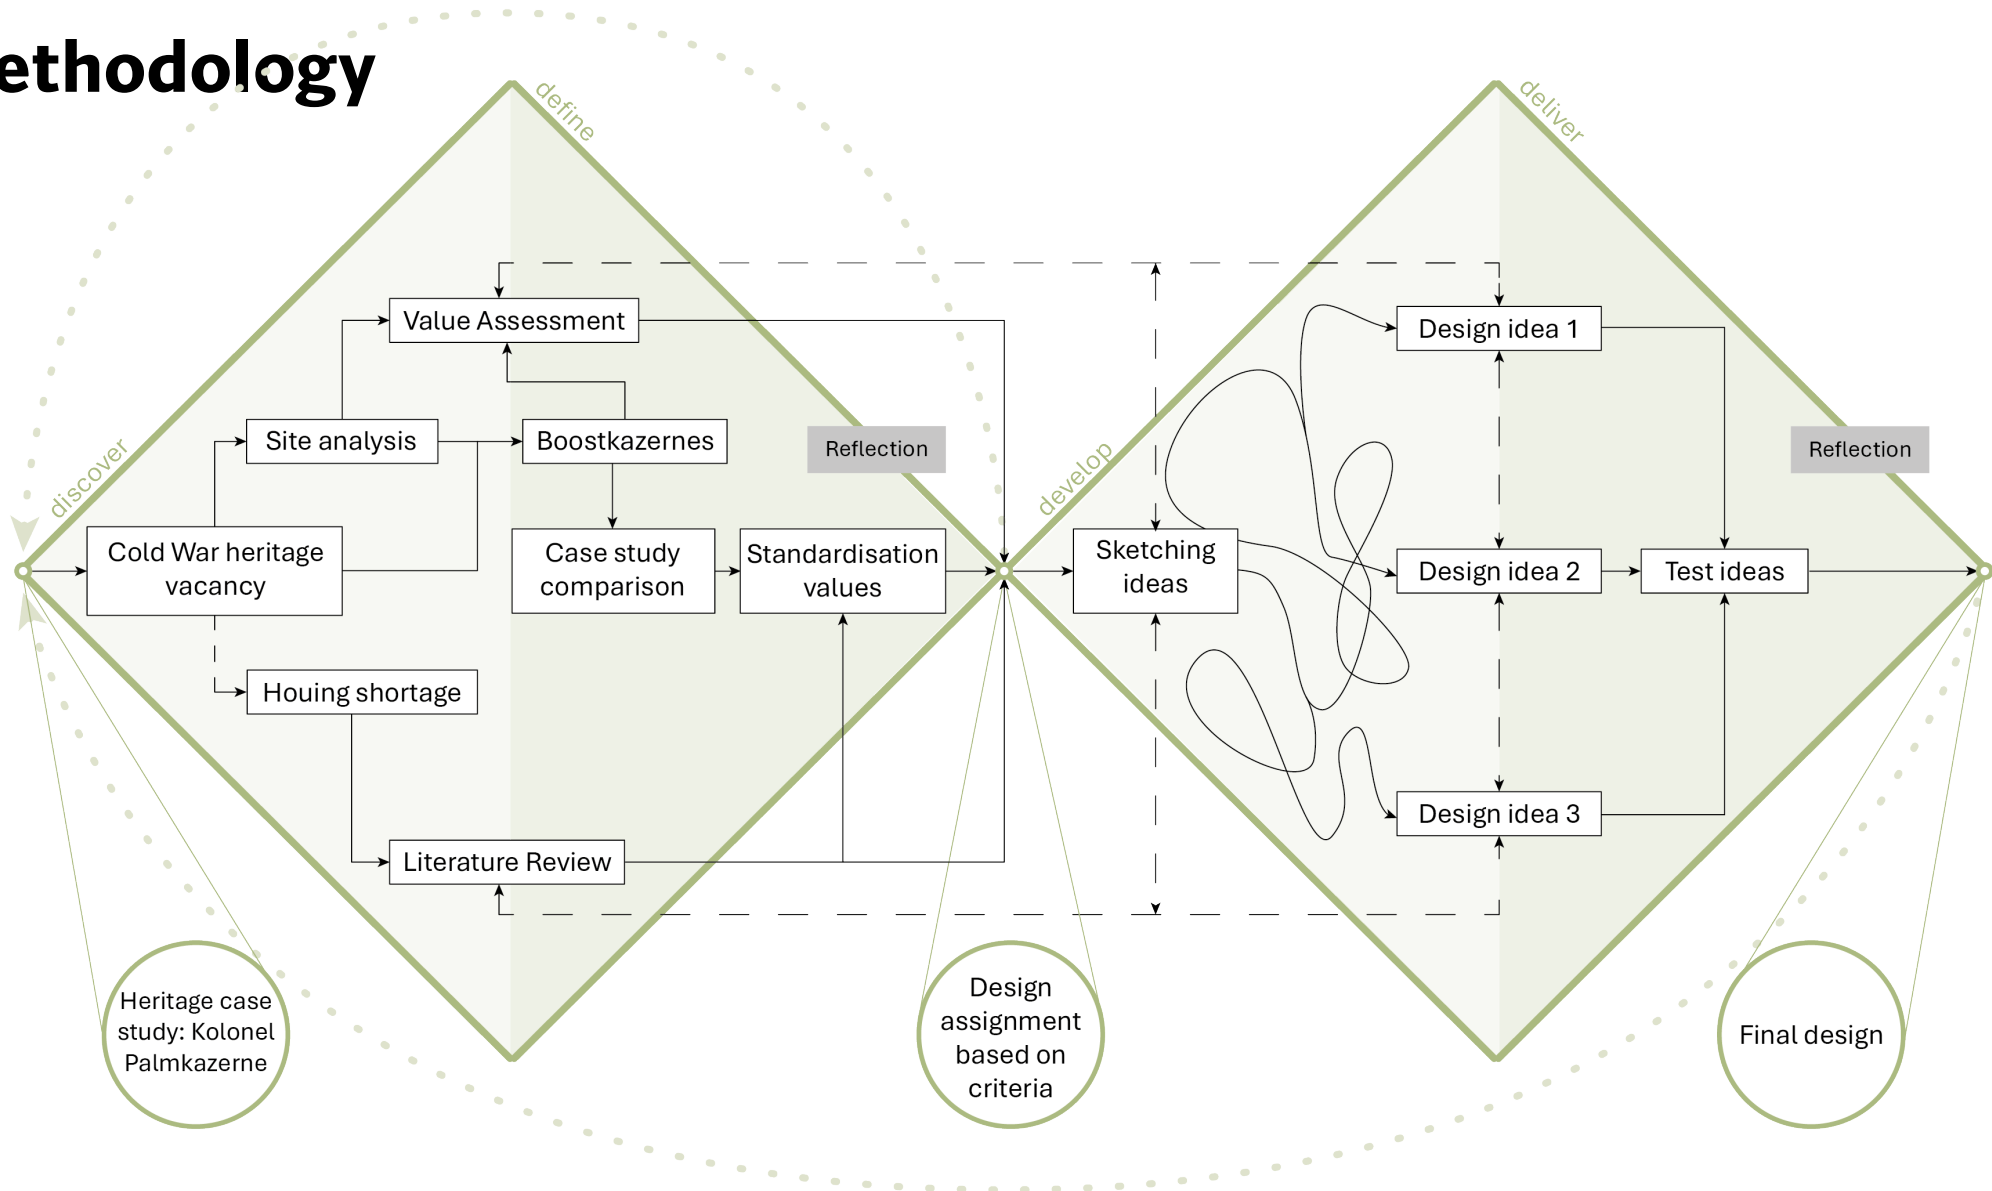 ethodology
define
deliver
Value Assessment
Design idea 1
Site analysis
Boostkazernes
Reflection
Reflection
discover
develop
Cold War heritage
vacancy
Case study
comparison
Standardisation
values
Sketching
ideas
Design idea 2
Test ideas
Houing shortage
Design idea 3
Literature Review
Heritage case
study: Kolonel
Palmkazerne
Design
assignment
based on
criteria
Final design